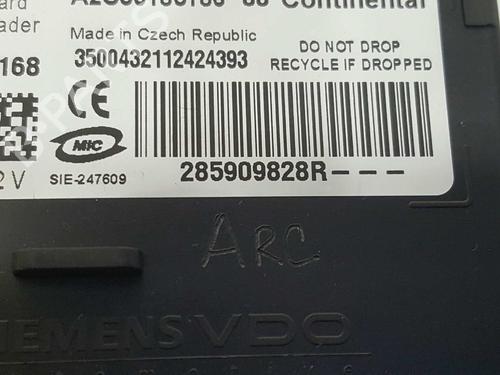 Continental
Made in Czech Republic
3500432112424393
DO NOT DROP
RECYCLE IF DROPPED
168
CE
MIC
SIE-247609
285909828R---
2V
ARC
SIEMENS VDO